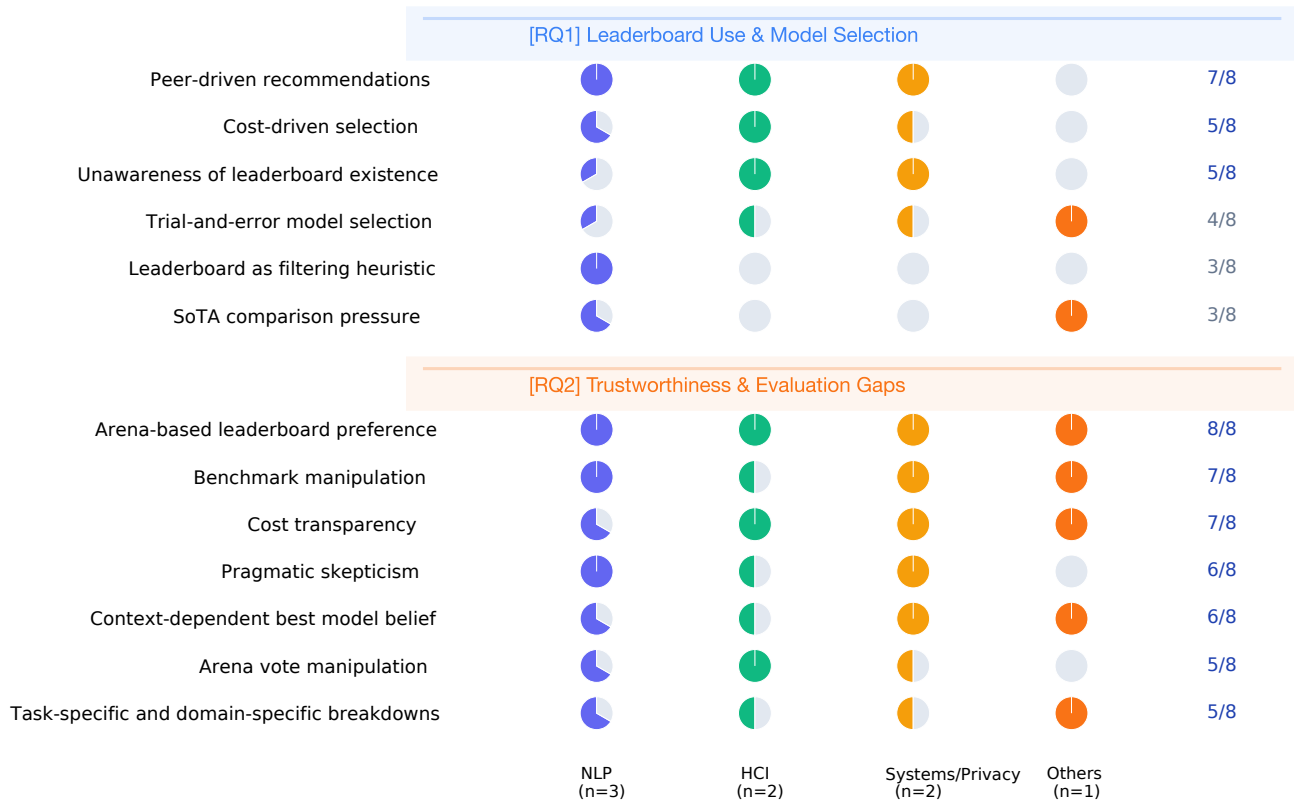 [RQ1] Leaderboard Use & Model Selection
Peer-driven recommendations 7/8
Cost-driven selection 5/8
Unawareness of leaderboard existence 5/8
Trial-and-error model selection 4/8
Leaderboard as filtering heuristic 3/8
SoTA comparison pressure 3/8
[RQ2] Trustworthiness & Evaluation Gaps
Arena-based leaderboard preference 8/8
Benchmark manipulation 7/8
Cost transparency 7/8
Pragmatic skepticism 6/8
Context-dependent best model belief 6/8
Arena vote manipulation 5/8
Task-specific and domain-specific breakdowns 5/8
NLP HCI Systems/Privacy Others
(n=3) (n=2) (n=2) (n=1)